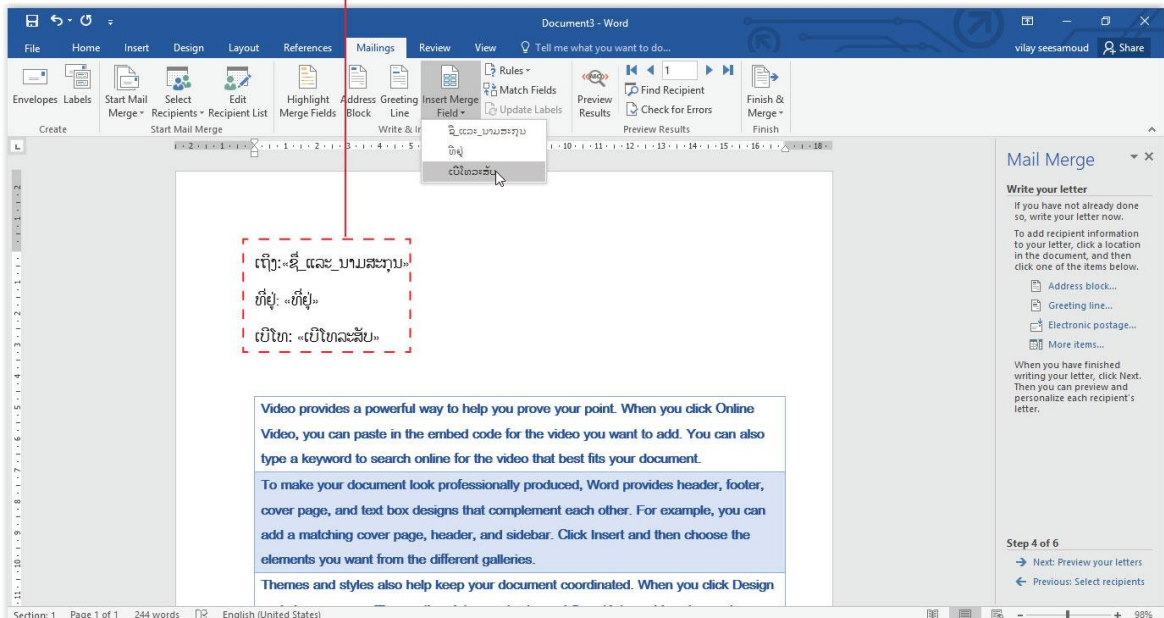 Document3 - Word
File Home Insert Design Layout References Mailings Review View Tell me what you want to do...
vilay seesamoud Share
Envelopes Labels
Start Mail Merge
Select Recipients
Edit Recipient List
Highlight Merge Fields
Address Block
Greeting Line
Insert Merge Field
Rules
Match Fields
Update Labels
Preview Results
1
Find Recipient
Check for Errors
Finish & Merge
Create
Start Mail Merge
Write & I
Preview Results
Finish
ຊື່_ແລະ_ນາມສະກຸນ
ທີ່ຢູ່
ເບີໂທລະສັບ
ເຖິງ:«ຊື່_ແລະ_ນາມສະກຸນ»
ທີ່ຢູ່: «ທີ່ຢູ່»
ເບີໂທ: «ເບີໂທລະສັບ»
Video provides a powerful way to help you prove your point. When you click Online
Video, you can paste in the embed code for the video you want to add. You can also
type a keyword to search online for the video that best fits your document.
To make your document look professionally produced, Word provides header, footer,
cover page, and text box designs that complement each other. For example, you can
add a matching cover page, header, and sidebar. Click Insert and then choose the
elements you want from the different galleries.
Themes and styles also help keep your document coordinated. When you click Design
Mail Merge
Write your letter
If you have not already done
so, write your letter now.
To add recipient information
to your letter, click a location
in the document, and then
click one of the items below.
Address block...
Greeting line...
Electronic postage...
More items...
When you have finished
writing your letter, click Next.
Then you can preview and
personalize each recipient's
letter.
Step 4 of 6
Next: Preview your letters
Previous: Select recipients
Section: 1 Page 1 of 1 244 words English (United States) 98%